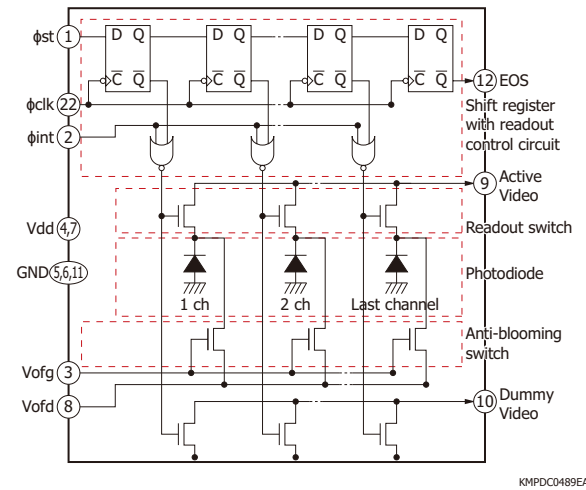 ϕst 1
D Q D Q D Q D Q
C Q C Q C Q C Q
12 EOS
ϕclk 22
Shift register
with readout
control circuit
ϕint 2
9 Active
Video
Readout switch
Vdd 4,7
GND 5,6,11
Photodiode
1 ch 2 ch Last channel
Anti-blooming
switch
Vofg 3
Vofd 8
10 Dummy
Video